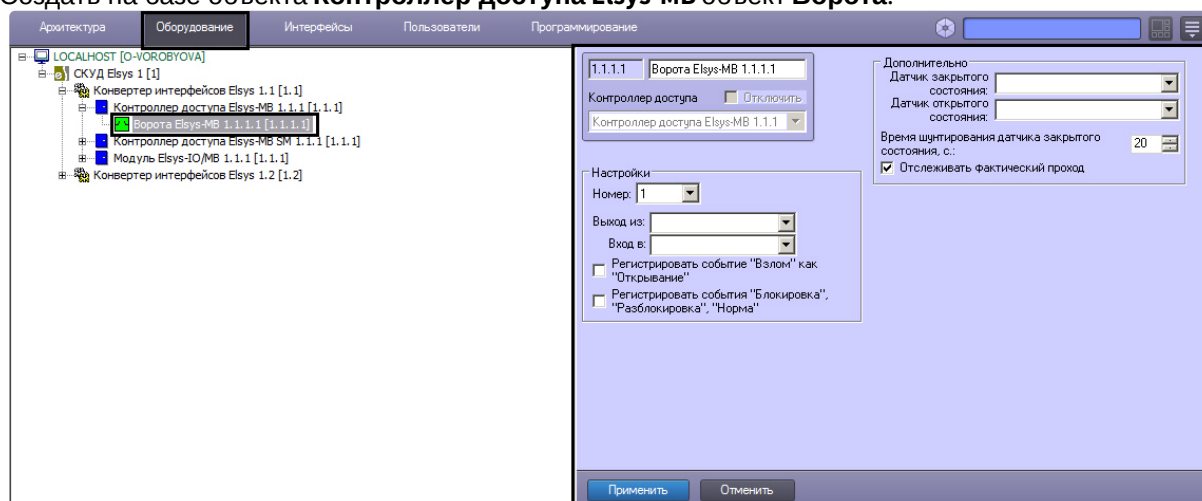 Создать на базе объекта Контроллер доступа Elsys-MB объект Ворота.
Архитектура Оборудование Интерфейсы Пользователи Программирование
LOCALHOST [O-VOROBYOVA]
СКУД Elsys 1 [1]
Конвертер интерфейсов Elsys 1.1 [1.1]
Контроллер доступа Elsys-MB 1.1.1 [1.1.1]
Ворота Elsys-MB 1.1.1.1 [1.1.1.1]
Контроллер доступа Elsys-MB SM 1.1.1 [1.1.1]
Модуль Elsys-IO/MB 1.1.1 [1.1.1]
Конвертер интерфейсов Elsys 1.2 [1.2]
1.1.1.1 Ворота Elsys-MB 1.1.1.1
Контроллер доступа Отключить
Контроллер доступа Elsys-MB 1.1.1
Настройки
Номер: 1
Выход из:
Вход в:
Регистрировать событие "Взлом" как
"Открывание"
Регистрировать события "Блокировка",
"Разблокировка", "Норма"
Дополнительно
Датчик закрытого
состояния:
Датчик открытого
состояния:
Время шунтирования датчика закрытого
состояния, с.: 20
Отслеживать фактический проход
Применить Отменить